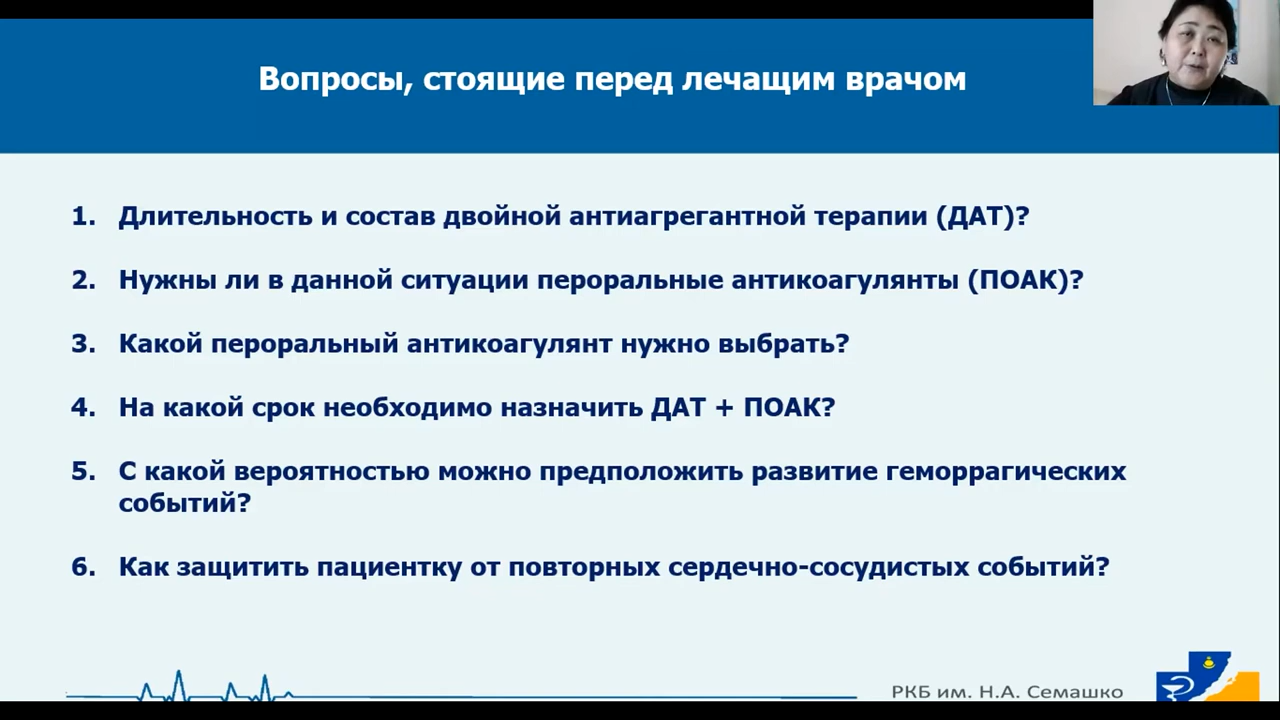 Вопросы, стоящие перед лечащим врачом
1. Длительность и состав двойной антиагрегантной терапии (ДАТ)?
2. Нужны ли в данной ситуации пероральные антикоагулянты (ПОАК)?
3. Какой пероральный антикоагулянт нужно выбрать?
4. На какой срок необходимо назначить ДАТ + ПОАК?
5. С какой вероятностью можно предположить развитие геморрагических
событий?
6. Как защитить пациентку от повторных сердечно-сосудистых событий?
РКБ им. Н.А. Семашко